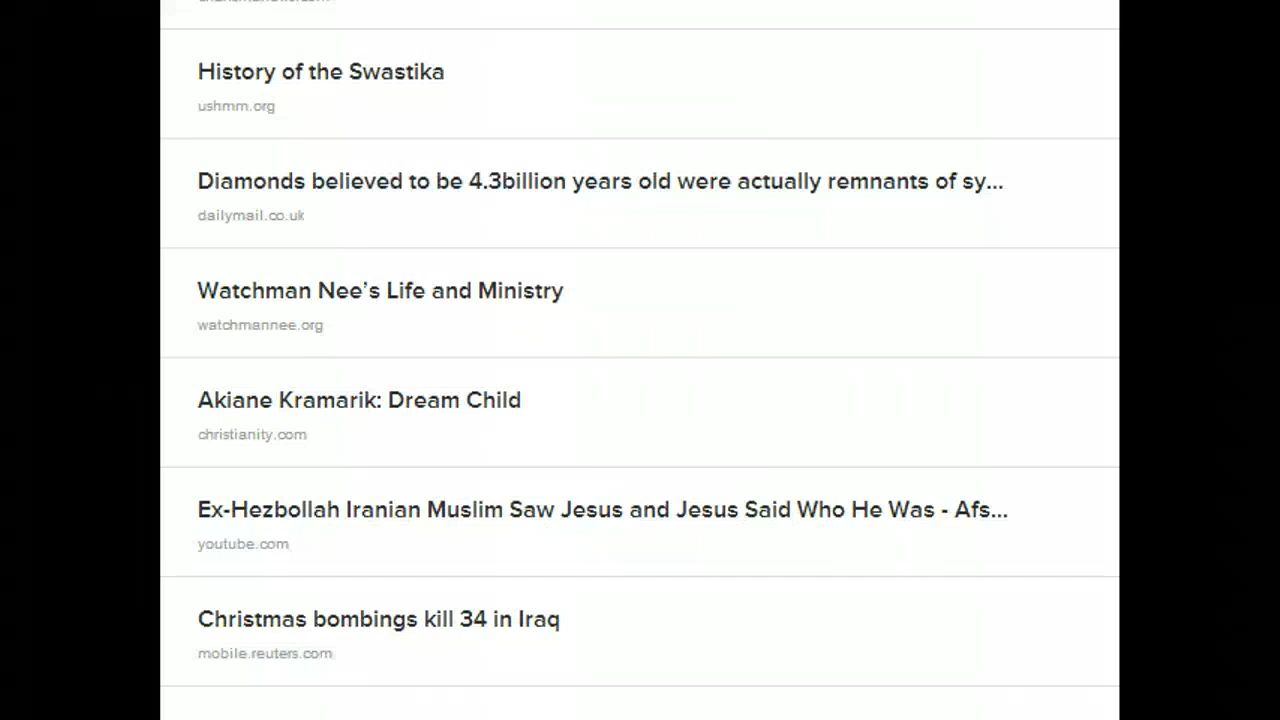 History of the Swastika
ushmm.org
Diamonds believed to be 4.3billion years old were actually remnants of sy...
dailymail.co.uk
Watchman Nee’s Life and Ministry
watchmannee.org
Akiane Kramarik: Dream Child
christianity.com
Ex-Hezbollah Iranian Muslim Saw Jesus and Jesus Said Who He Was - Afs...
youtube.com
Christmas bombings kill 34 in Iraq
mobile.reuters.com